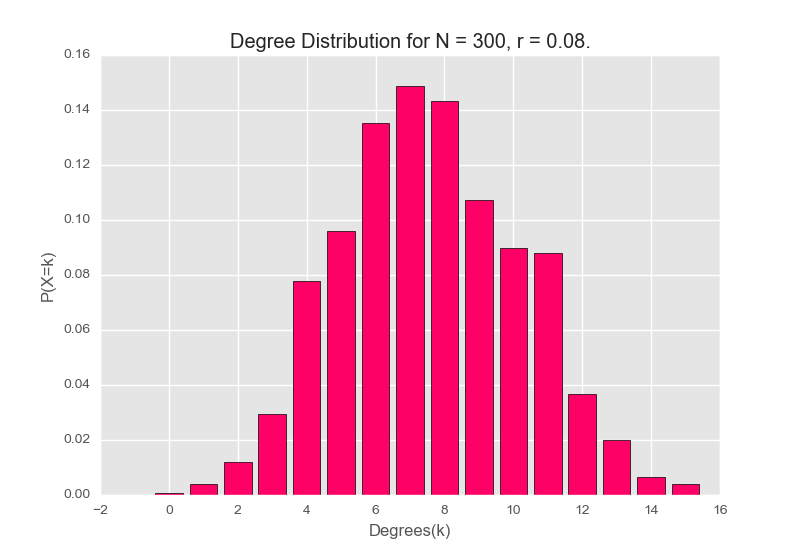 Degree Distribution for N = 300, r = 0.08.
0.16
0.14
0.12
0.10
0.08
0.06
0.04
0.02
0.00
P(X=k)
−2 0 2 4 6 8 10 12 14 16
Degrees(k)